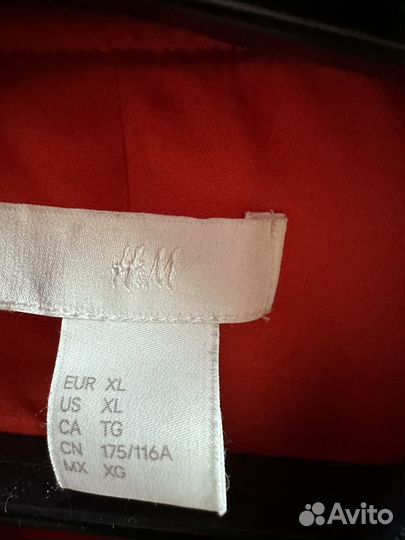 H&M
EUR XL
US XL
CA TG
CN 175/116A
MX XG
Avito